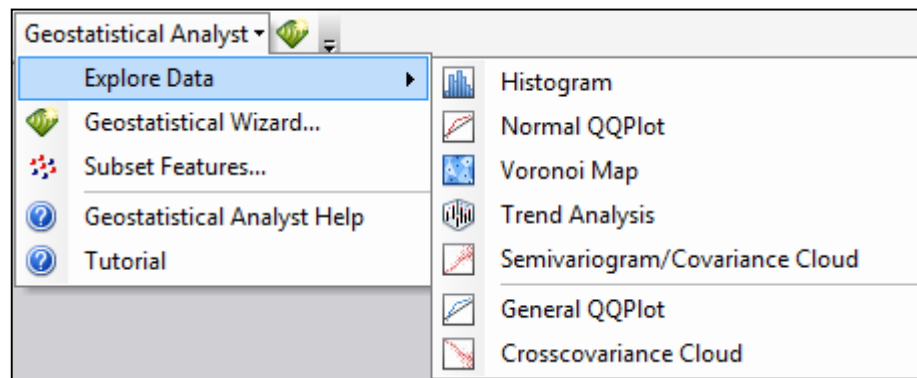 Geostatistical Analyst
Explore Data
Geostatistical Wizard...
Subset Features...
Geostatistical Analyst Help
Tutorial
Histogram
Normal QQPlot
Voronoi Map
Trend Analysis
Semivariogram/Covariance Cloud
General QQPlot
Crosscovariance Cloud